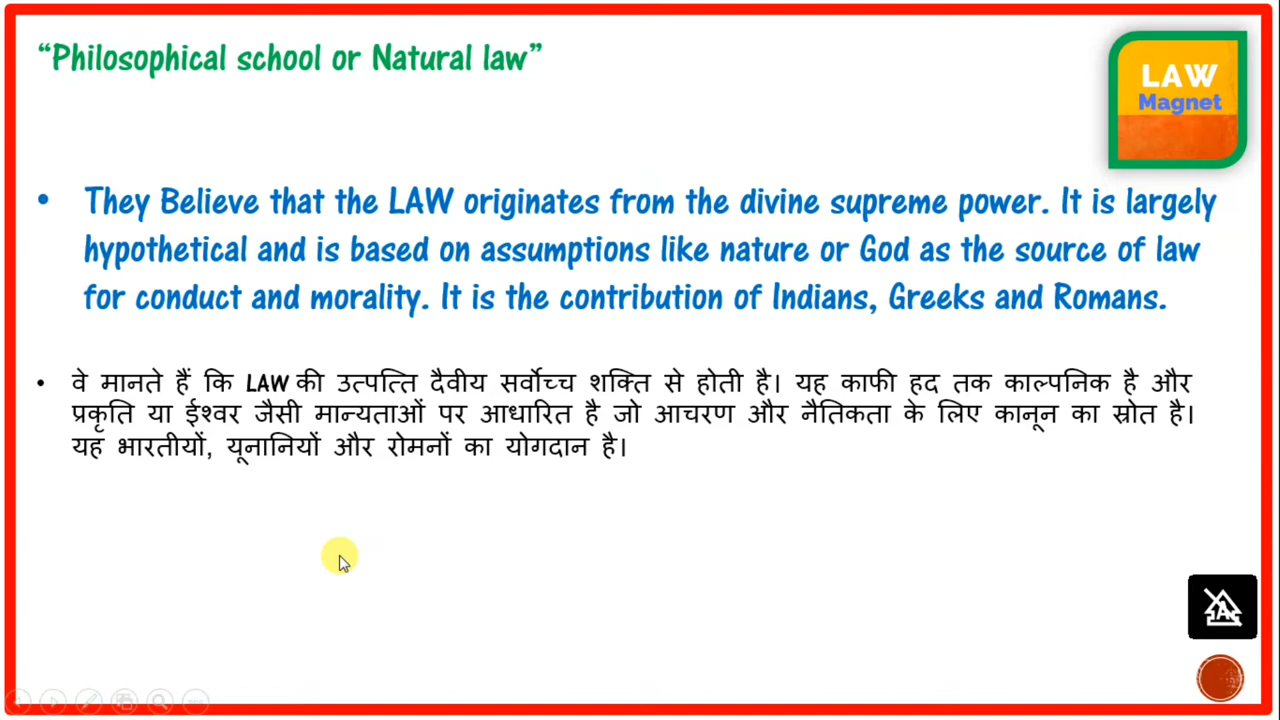 “Philosophical school or Natural law”
LAW
Magnet
• They Believe that the LAW originates from the divine supreme power. It is largely
hypothetical and is based on assumptions like nature or God as the source of law
for conduct and morality. It is the contribution of Indians, Greeks and Romans.
• वे मानते हैं कि LAW की उत्पत्ति दैवीय सर्वोच्च शक्ति से होती है। यह काफी हद तक काल्पनिक है और
प्रकृति या ईश्वर जैसी मान्यताओं पर आधारित है जो आचरण और नैतिकता के लिए कानून का स्रोत है।
यह भारतीयों, यूनानियों और रोमनों का योगदान है।
A